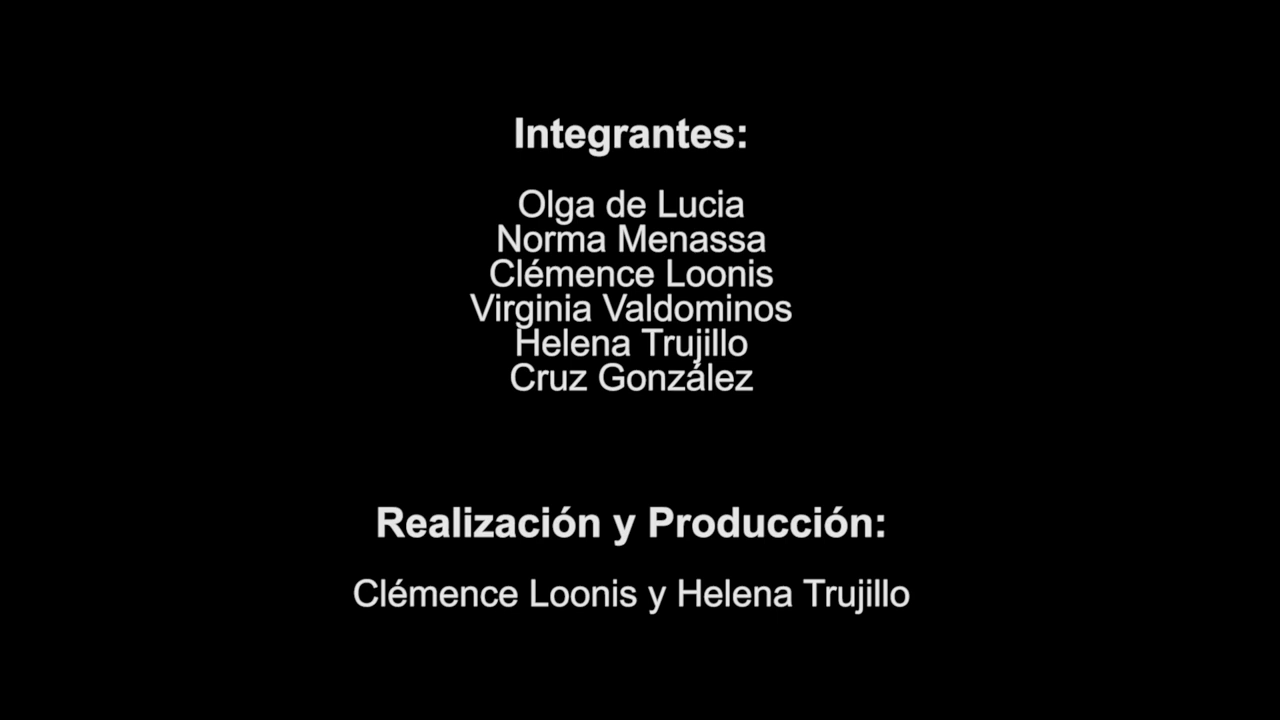 Integrantes:
Olga de Lucia
Norma Menassa
Clémence Loonis
Virginia Valdominos
Helena Trujillo
Cruz González
Realización y Producción:
Clémence Loonis y Helena Trujillo